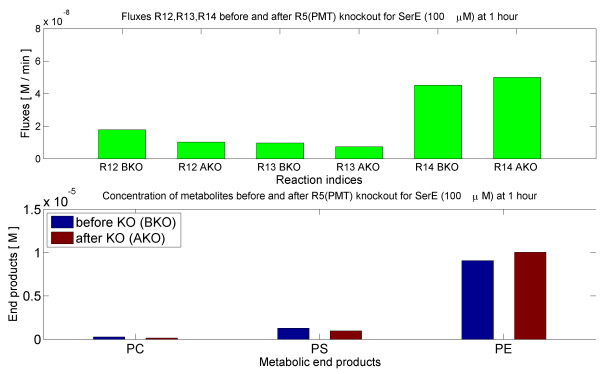 Fluxes R12,R13,R14 before and after R5(PMT) knockout for SerE (100 μM) at 1 hour
x 10^-8
8
6
4
2
0
Fluxes [ M / min ]
R12 BKO R12 AKO R13 BKO R13 AKO R14 BKO R14 AKO
Reaction indices
Concentration of metabolites before and after R5(PMT) knockout for SerE (100 μ M) at 1 hour
x 10^-5
1.5
1
0.5
0
End products [ M ]
before KO (BKO)
after KO (AKO)
PC PS PE
Metabolic end products